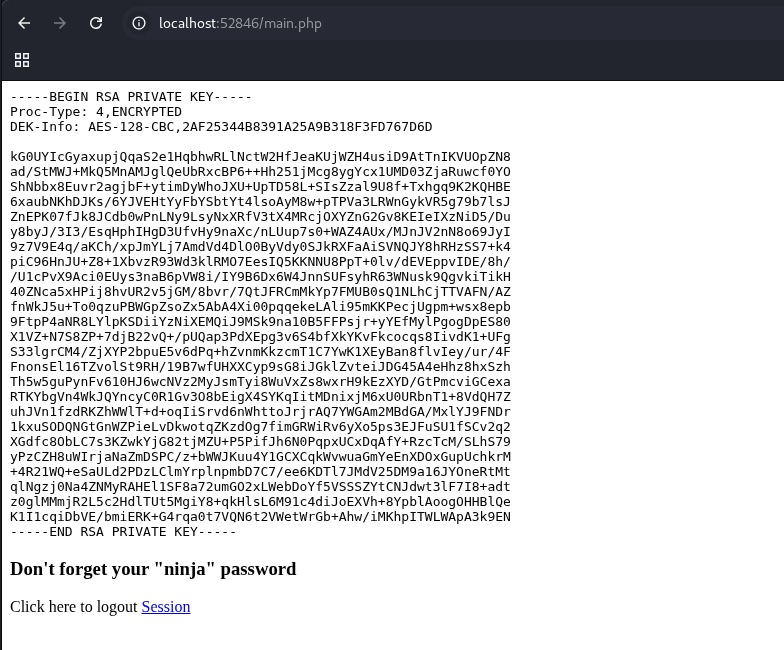 localhost:52846/main.php
-----BEGIN RSA PRIVATE KEY-----
Proc-Type: 4,ENCRYPTED
DEK-Info: AES-128-CBC,2AF25344B8391A25A9B318F3FD767D6D
kG0UYIcGyaxupjQqaS2e1HqbhwRLlNctW2HfJeaKUjWZH4usiD9AtTnIKVUOpZN8
ad/StMWJ+MkQ5MnAMJglQeUbRxcBP6++Hh251jMcg8ygYcx1UMD03ZjaRuwcf0YO
ShNbbx8Euvr2agjbF+ytimDyWhoJXU+UpTD58L+SIsZzal9U8f+Txhgq9K2KQHBE
6xaubNKhDJKs/6YJVEHtYyFbYSbtYt4lsoAyM8w+pTPVa3LRWnGykVR5g79b7lsJ
ZnEPK07fJk8JCdb0wPnLNy9LsyNxXRfV3tX4MRcjOXYZnG2Gv8KEIeIXzNiD5/Du
y8byJ/3I3/EsqHphIHgD3UfvHy9naXc/nLUup7s0+WAZ4AUx/MJnJV2nN8o69JyI
9z7V9E4q/aKCh/xpJmYLj7AmdVd4DlO0ByVdy0SJkRXFaAiSVNQJY8hRHzSS7+k4
piC96HnJU+Z8+1XbvzR93Wd3klRMO7EesIQ5KKNNU8PpT+0lv/dEVEppvIDE/8h/
/U1cPvX9Aci0EUys3naB6pVW8i/IY9B6Dx6W4JnnSUFsyhR63WNusk9QgvkiTikH
40ZNca5xHPij8hvUR2v5jGM/8bvr/7QtJFRCmMkYp7FMUB0sQ1NLhCjTTVAFN/AZ
fnWkJ5u+To0qzuPBWGpZsoZx5AbA4Xi00pqqekeLAli95mKKPecjUgpm+wsx8epb
9FtpP4aNR8LYlpKSDiiYzNiXEMQiJ9MSk9na10B5FFPsjr+yYEfMylPgogDpES80
X1VZ+N7S8ZP+7djB22vQ+/pUQap3PdXEpg3v6S4bfXkYKvFkcocqs8IivdK1+UFg
S33lgrCM4/ZjXYP2bpuE5v6dPq+hZvnmKkzcmT1C7YwK1XEyBan8flvIey/ur/4F
FnonsEl16TZvolSt9RH/19B7wfUHXXCyp9sG8iJGklZvteiJDG45A4eHhz8hxSzh
Th5w5guPynFv610HJ6wcNVz2MyJsmTyi8WuVxZs8wxrH9kEzXYD/GtPmcviGCexa
RTKYbgVn4WkJQYncyC0R1Gv3O8bEigX4SYKqIitMDnixjM6xU0URbnT1+8VdQH7Z
uhJVn1fzdRKZhWWlT+d+oqIiSrvd6nWhttoJrjrAQ7YWGAm2MBdGA/MxlYJ9FNDr
1kxuSODQNGtGnWZPieLvDkwotqZKzdOg7fimGRWiRv6yXo5ps3EJFuSU1fSCv2q2
XGdfc8ObLC7s3KZwkYjG82tjMZU+P5PifJh6N0PqpxUCxDqAfY+RzcTcM/SLhS79
yPzCZH8uWIrjaNaZmDSPC/z+bWWJKuu4Y1GCXCqkWvwuaGmYeEnXDOxGupUchkrM
+4R21WQ+eSaULd2PDzLClmYrplnpmbD7C7/ee6KDTl7JMdV25DM9a16JYOneRtMt
qlNgzj0Na4ZNMyRAHEl1SF8a72umGO2xLWebDoYf5VSSSZYtCNJdwt3lF7I8+adt
z0glMMmjR2L5c2HdlTUt5MgiY8+qkHlsL6M91c4diJoEXVh+8YpblAoogOHHBlQe
K1I1cqiDbVE/bmiERK+G4rqa0t7VQN6t2VWetWrGb+Ahw/iMKhpITWLWApA3k9EN
-----END RSA PRIVATE KEY-----
Don't forget your "ninja" password
Click here to logout Session